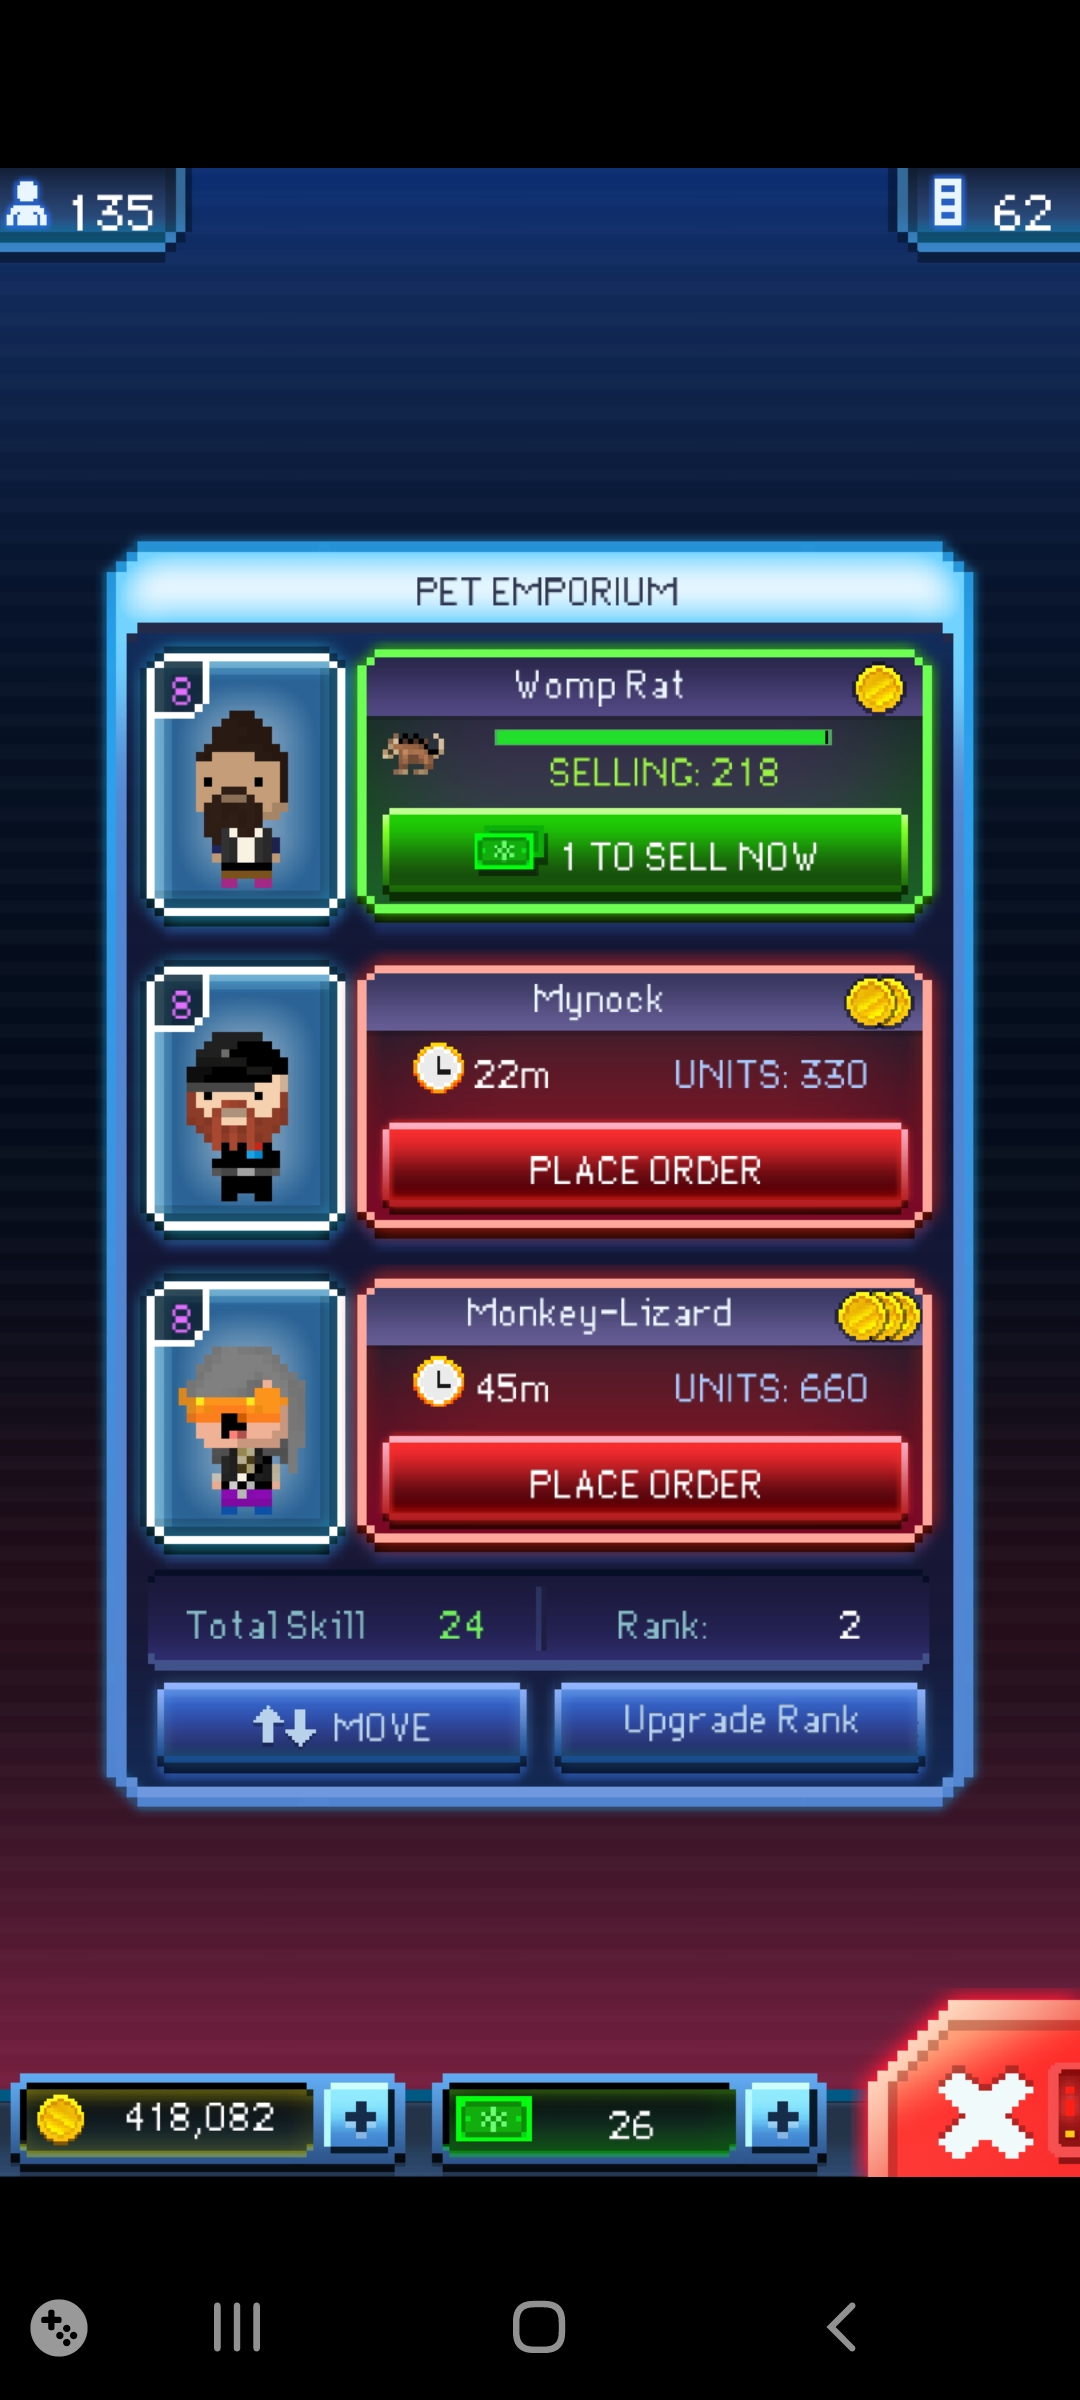 135
62
PET EMPORIUM
8
Womp Rat
SELLING: 218
1 TO SELL NOW
8
Mynock
22m
UNITS: 330
PLACE ORDER
8
Monkey-Lizard
45m
UNITS: 660
PLACE ORDER
Total Skill 24
Rank: 2
MOVE
Upgrade Rank
418,082
26